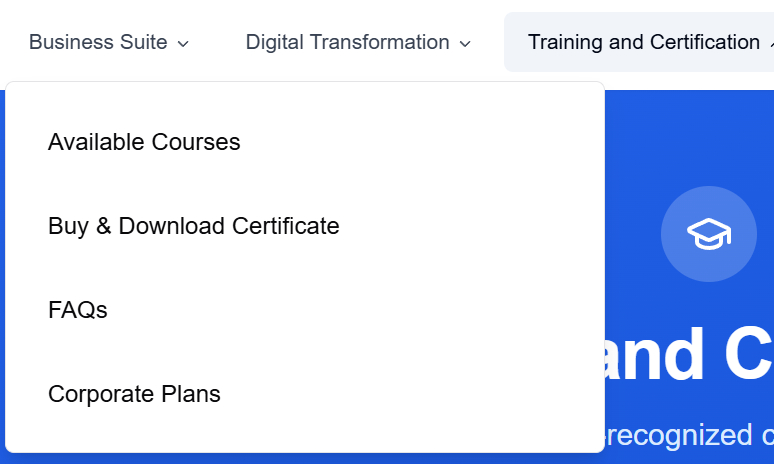 Business Suite
Digital Transformation
Training and Certification
Available Courses
Buy & Download Certificate
FAQs
Corporate Plans
and C
-recognized c